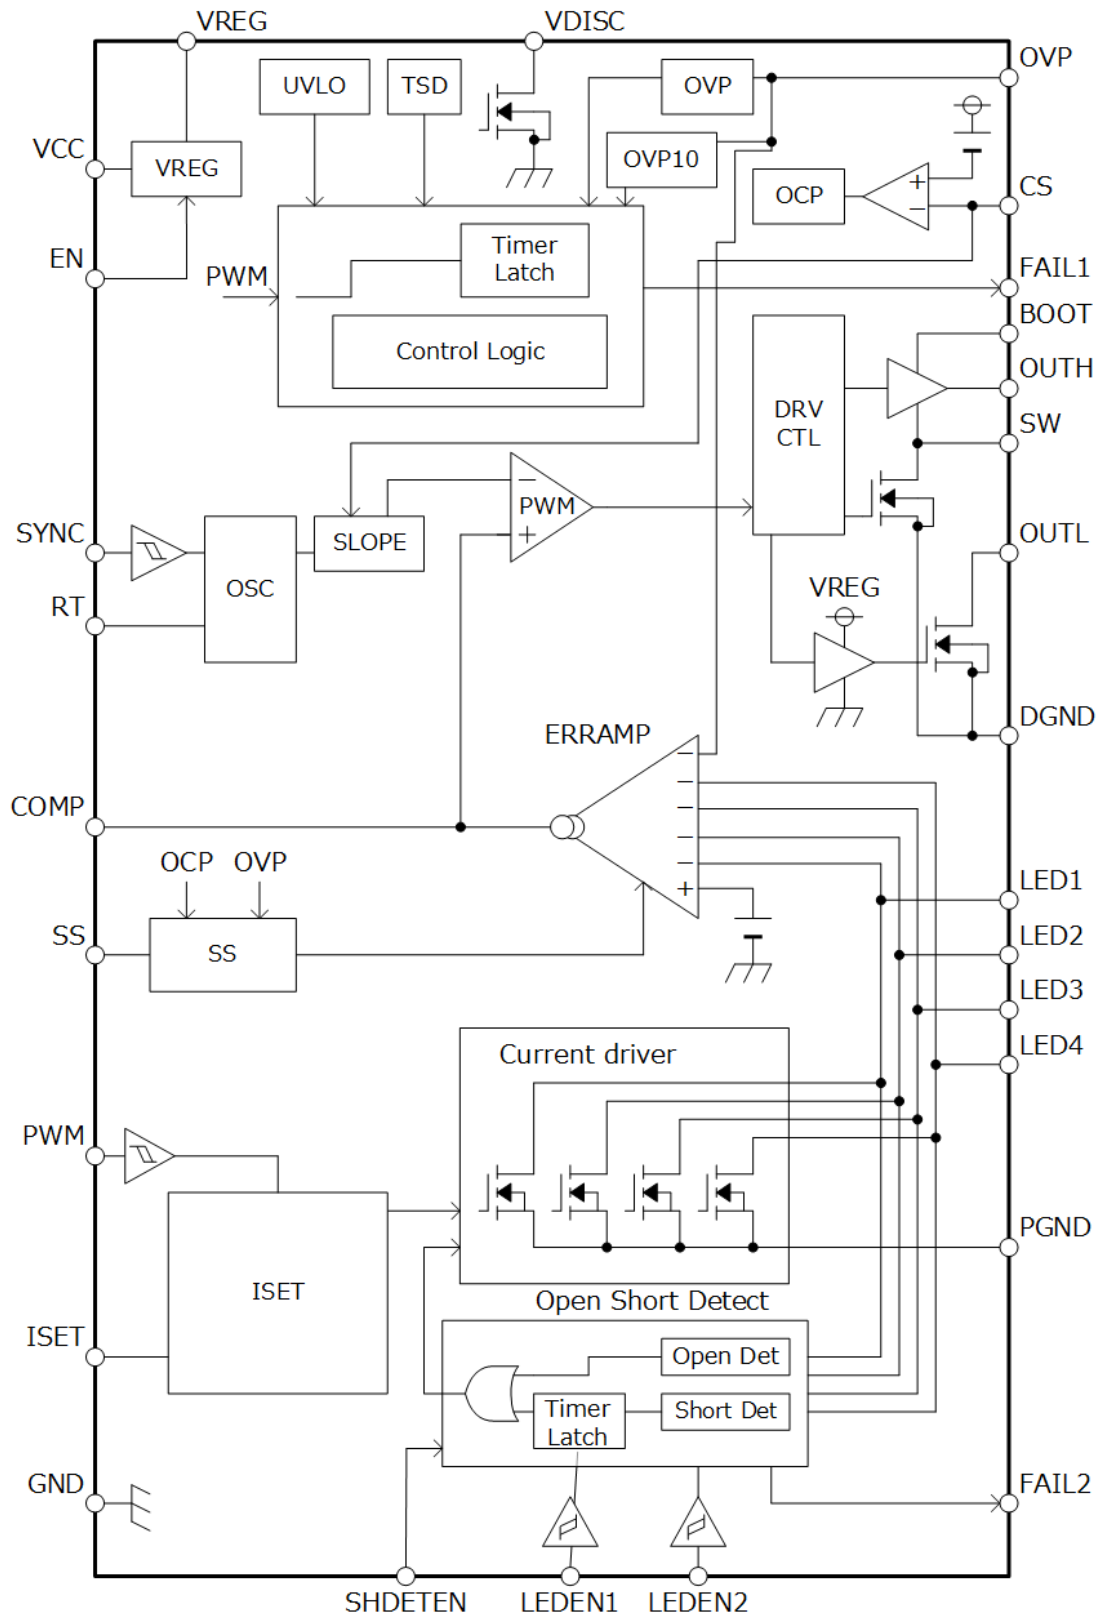 VREG
VDISC
OVP
UVLO
TSD
OVP
VCC
VREG
OVP10
OCP
+
−
CS
EN
PWM
Timer
Latch
FAIL1
Control Logic
BOOT
OUTH
DRV
CTL
SW
SYNC
OSC
SLOPE
−
PWM
+
OUTL
RT
VREG
DGND
ERRAMP
−
−
−
−
−
+
COMP
OCP
OVP
SS
SS
LED1
LED2
LED3
LED4
Current driver
PWM
ISET
PGND
ISET
Open Short Detect
Open Det
Timer
Latch
Short Det
GND
FAIL2
SHDETEN
LEDEN1
LEDEN2